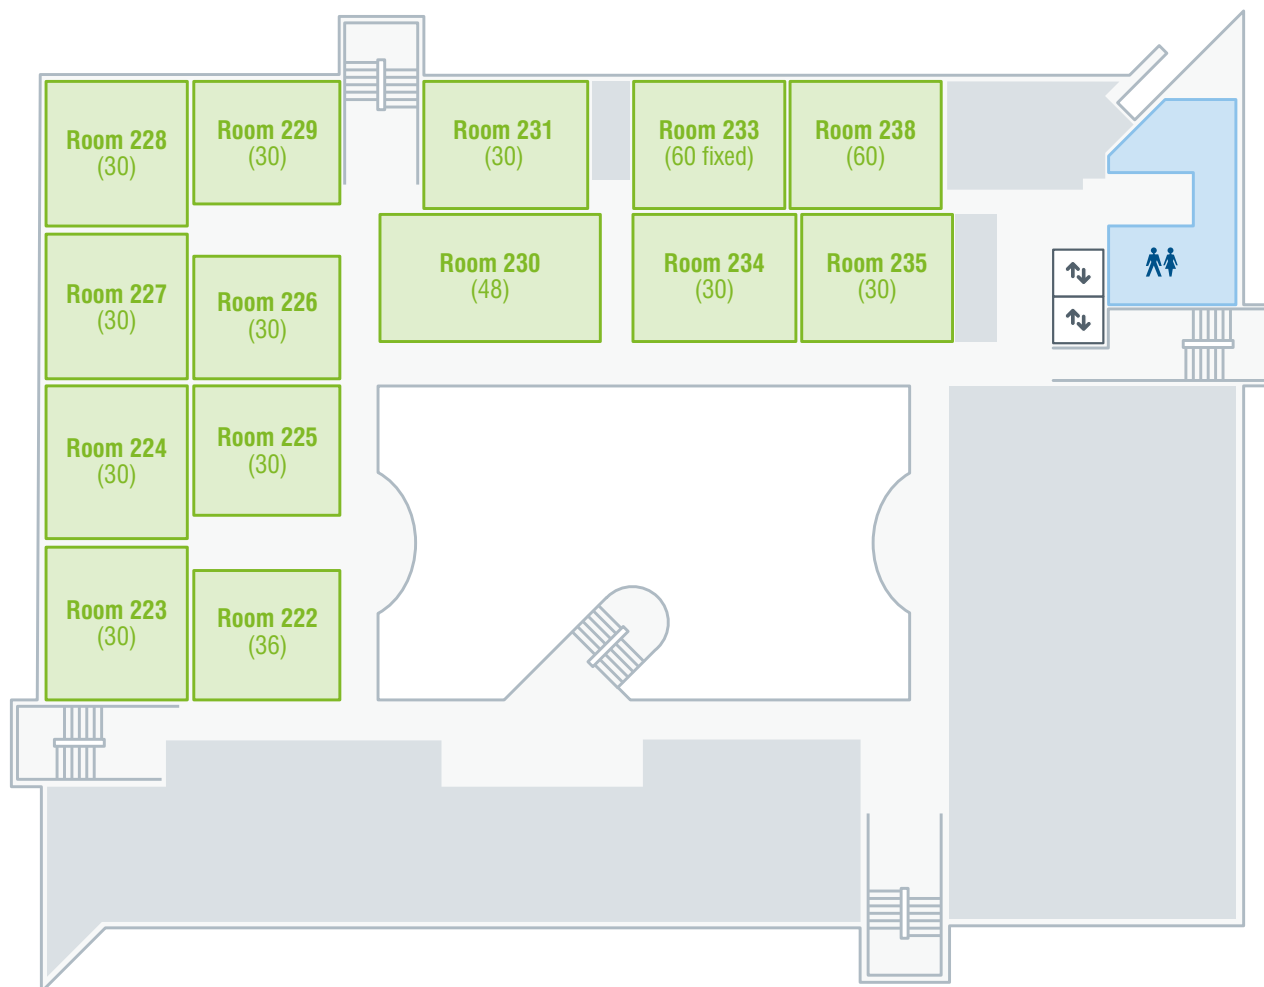 Room 228
(30)
Room 229
(30)
Room 231
(30)
Room 233
(60 fixed)
Room 238
(60)
Room 227
(30)
Room 226
(30)
Room 230
(48)
Room 234
(30)
Room 235
(30)
Room 224
(30)
Room 225
(30)
Room 223
(30)
Room 222
(36)